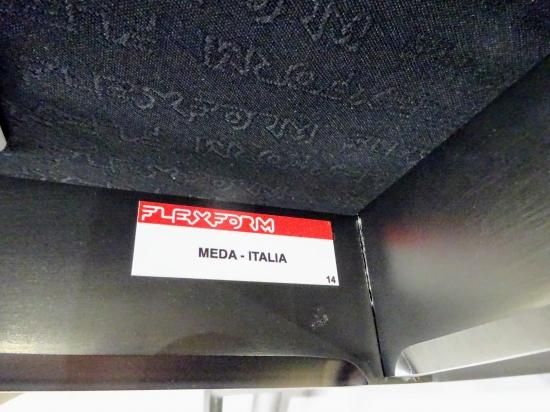 FLEXFORM
MEDA - ITALIA
14